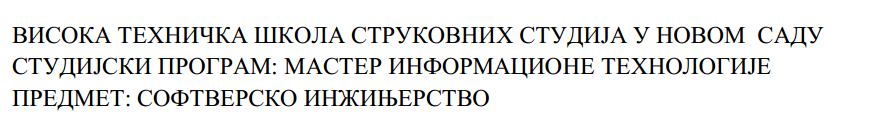 ВИСОКА ТЕХНИЧКА ШКОЛА СТРУКОВНИХ СТУДИЈА У НОВОМ САДУ
СТУДИЈСКИ ПРОГРАМ: МАСТЕР ИНФОРМАЦИОНЕ ТЕХНОЛОГИЈЕ
ПРЕДМЕТ: СОФТВЕРСКО ИНЖИЊЕРСТВО